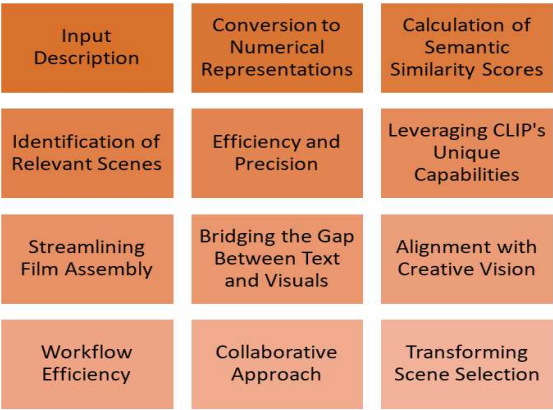 Input
Description
Conversion to
Numerical
Representations
Calculation of
Semantic
Similarity Scores
Identification of
Relevant Scenes
Efficiency and
Precision
Leveraging CLIP's
Unique
Capabilities
Streamlining
Film Assembly
Bridging the Gap
Between Text
and Visuals
Alignment with
Creative Vision
Workflow
Efficiency
Collaborative
Approach
Transforming
Scene Selection